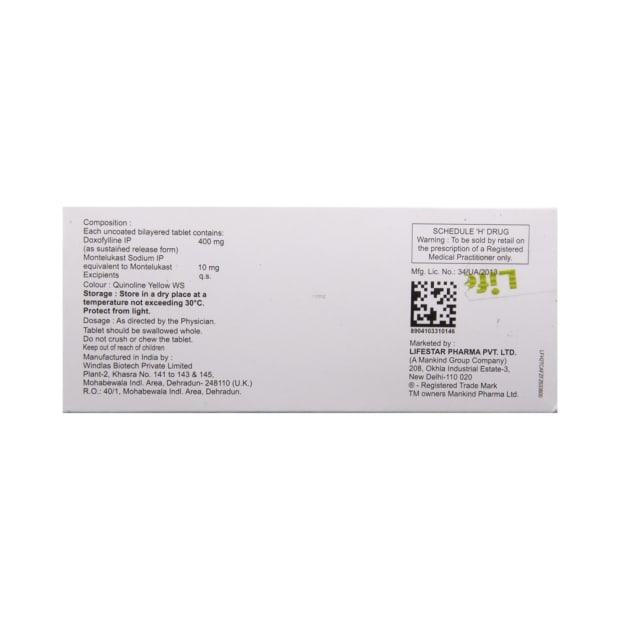 Composition :
Each uncoated bilayered tablet contains:
Doxofylline IP 400 mg
(as sustained release form)
Montelukast Sodium IP
equivalent to Montelukast 10 mg
Excipients q.s.
Colour : Quinoline Yellow WS
Storage : Store in a dry place at a
temperature not exceeding 30°C.
Protect from light.
Dosage : As directed by the Physician.
Tablet should be swallowed whole.
Do not crush or chew the tablet.
Keep out of reach of children
Manufactured in India by :
Windlas Biotech Private Limited
Plant-2, Khasra No. 141 to 143 & 145,
Mohabewala Indl. Area, Dehradun- 248110 (U.K.)
R.O.: 40/1, Mohabewala Indl. Area, Dehradun.
SCHEDULE 'H' DRUG
Warning : To be sold by retail on
the prescription of a Registered
Medical Practitioner only.
Mfg. Lic. No.: 34/UA/2013
8904103310146
Marketed by :
LIFESTAR PHARMA PVT. LTD.
(A Mankind Group Company)
208, Okhla Industrial Estate-3,
New Delhi-110 020
® - Registered Trade Mark
TM owners Mankind Pharma Ltd.